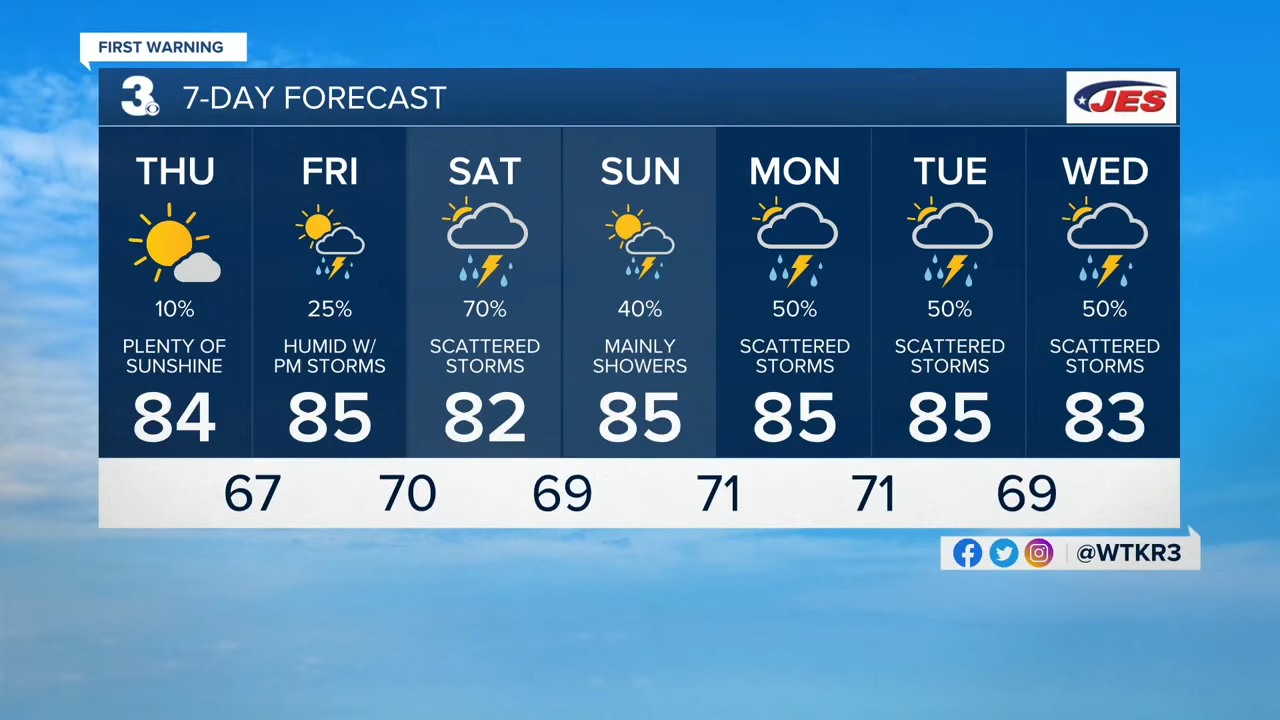 FIRST WARNING
3 7-DAY FORECAST
JES
THU FRI SAT SUN MON TUE WED
10% 25% 70% 40% 50% 50% 50%
PLENTY OF HUMID W/ SCATTERED MAINLY SCATTERED SCATTERED SCATTERED
SUNSHINE PM STORMS STORMS SHOWERS STORMS STORMS STORMS
84 85 82 85 85 85 83
67 70 69 71 71 69
@WTKR3